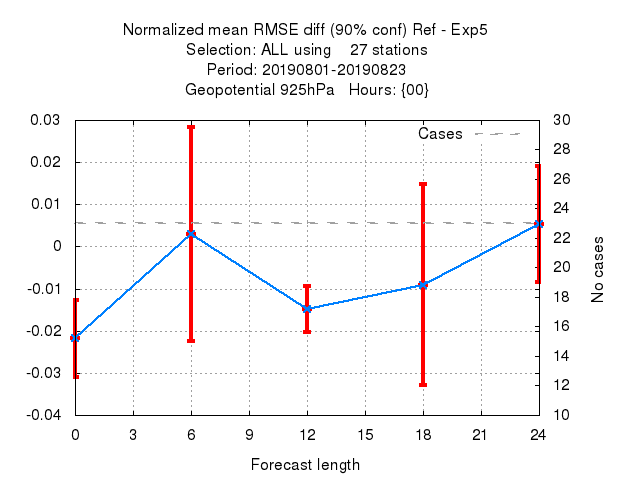 Normalized mean RMSE diff (90% conf) Ref - Exp5
Selection: ALL using 27 stations
Period: 20190801-20190823
Geopotential 925hPa Hours: {00}
Cases
0.03
0.02
0.01
0
-0.01
-0.02
-0.03
-0.04
30
28
26
24
22
20
18
16
14
12
10
No cases
0 3 6 9 12 15 18 21 24
Forecast length